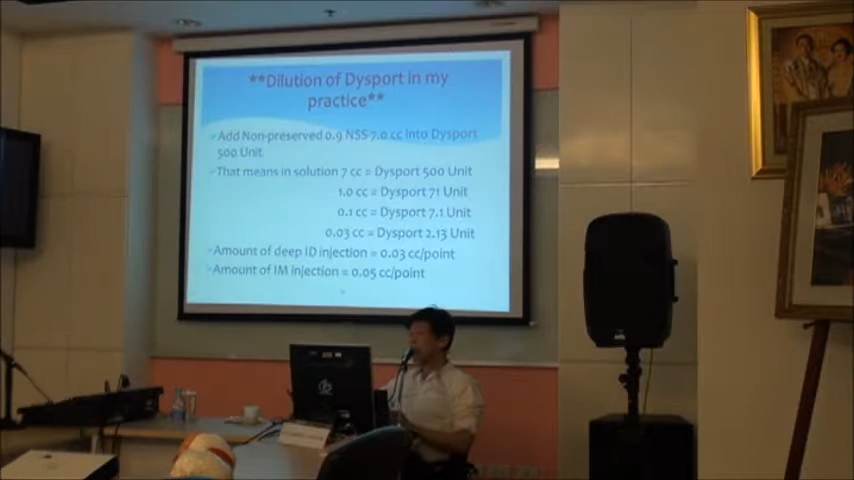 **Dilution of Dysport in my
practice**
Add Non-preserved 0.9 NSS 7.0 cc into Dysport
500 Unit
That means in solution 7 cc = Dysport 500 Unit
1.0 cc = Dysport 71 Unit
0.1 cc = Dysport 7.1 Unit
0.03 cc = Dysport 2.13 Unit
Amount of deep ID injection = 0.03 cc/point
Amount of IM injection = 0.05 cc/point